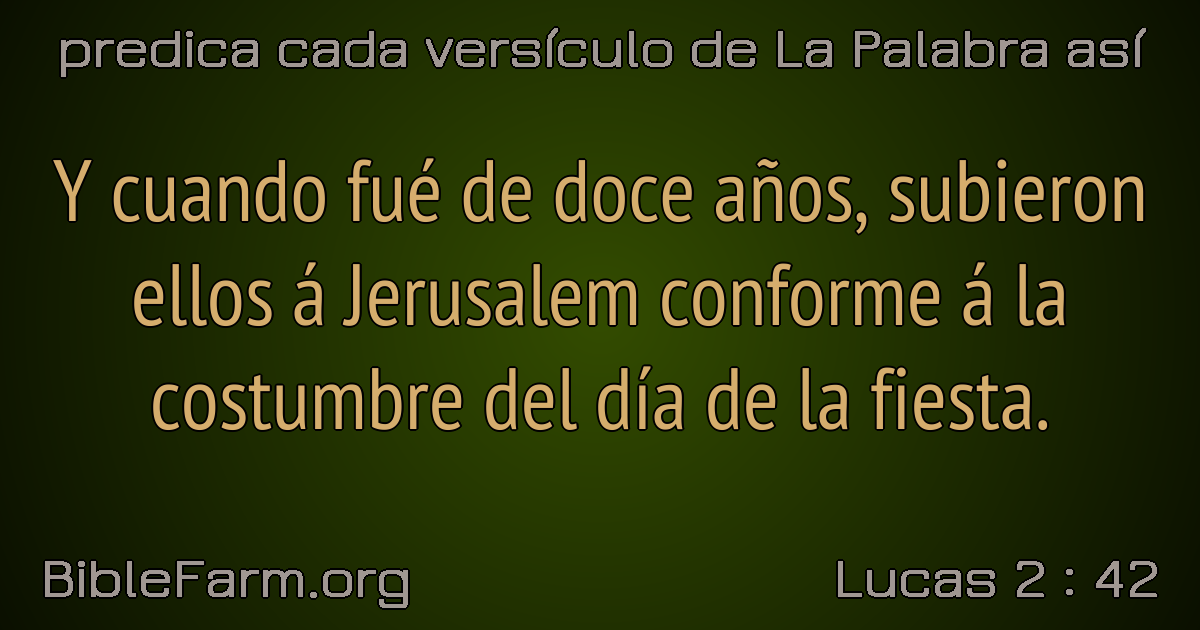 predica cada versículo de La Palabra así
Y cuando fué de doce años, subieron
ellos á Jerusalem conforme á la
costumbre del día de la fiesta.
BibleFarm.org
Lucas 2 : 42